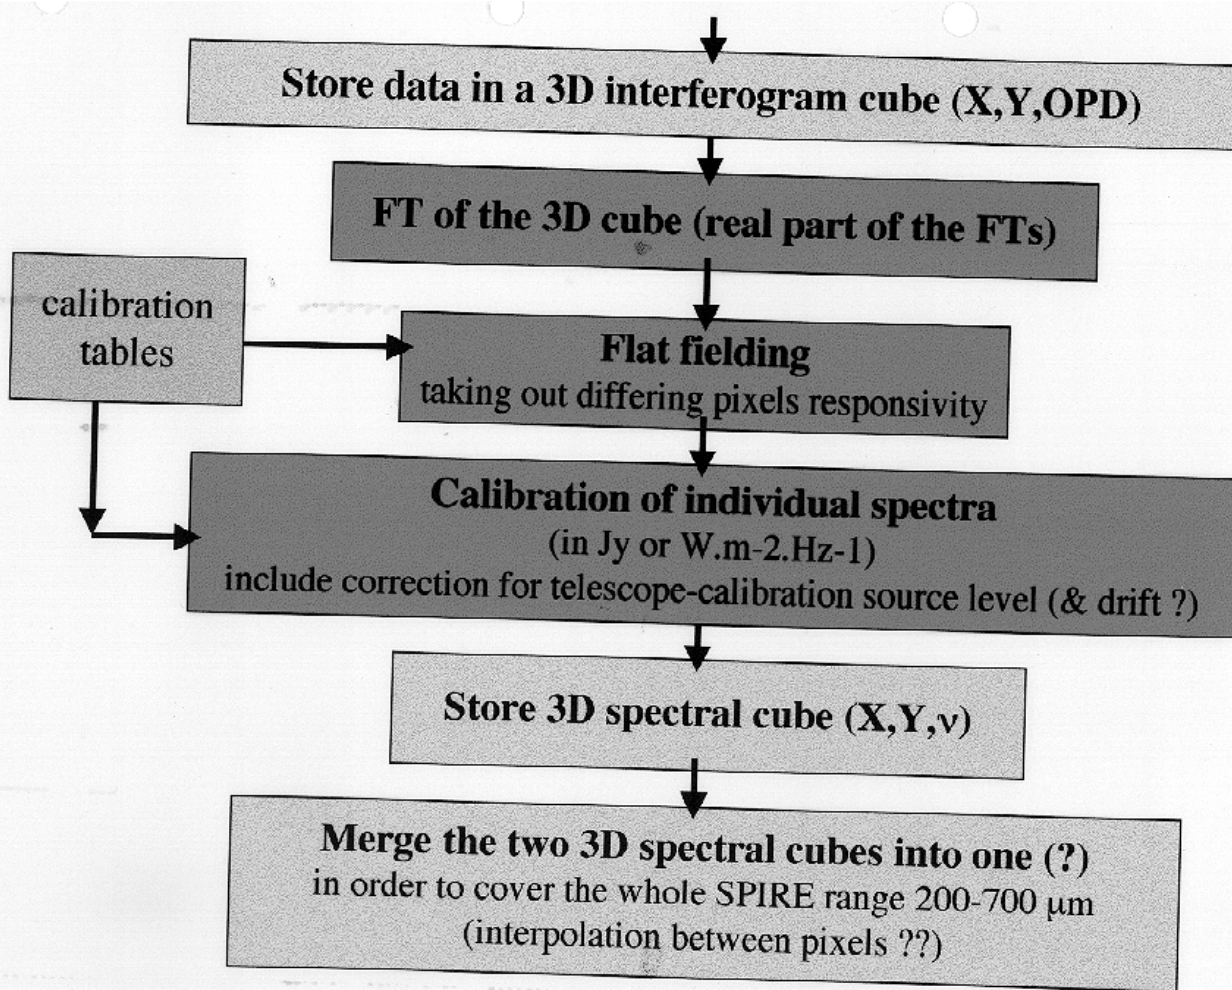 Store data in a 3D interferogram cube (X,Y,OPD)
FT of the 3D cube (real part of the FTs)
calibration
tables
Flat fielding
taking out differing pixels responsivity
Calibration of individual spectra
(in Jy or W.m-2.Hz-1)
include correction for telescope-calibration source level (& drift ?)
Store 3D spectral cube (X,Y,ν)
Merge the two 3D spectral cubes into one (?)
in order to cover the whole SPIRE range 200-700 µm
(interpolation between pixels ??)